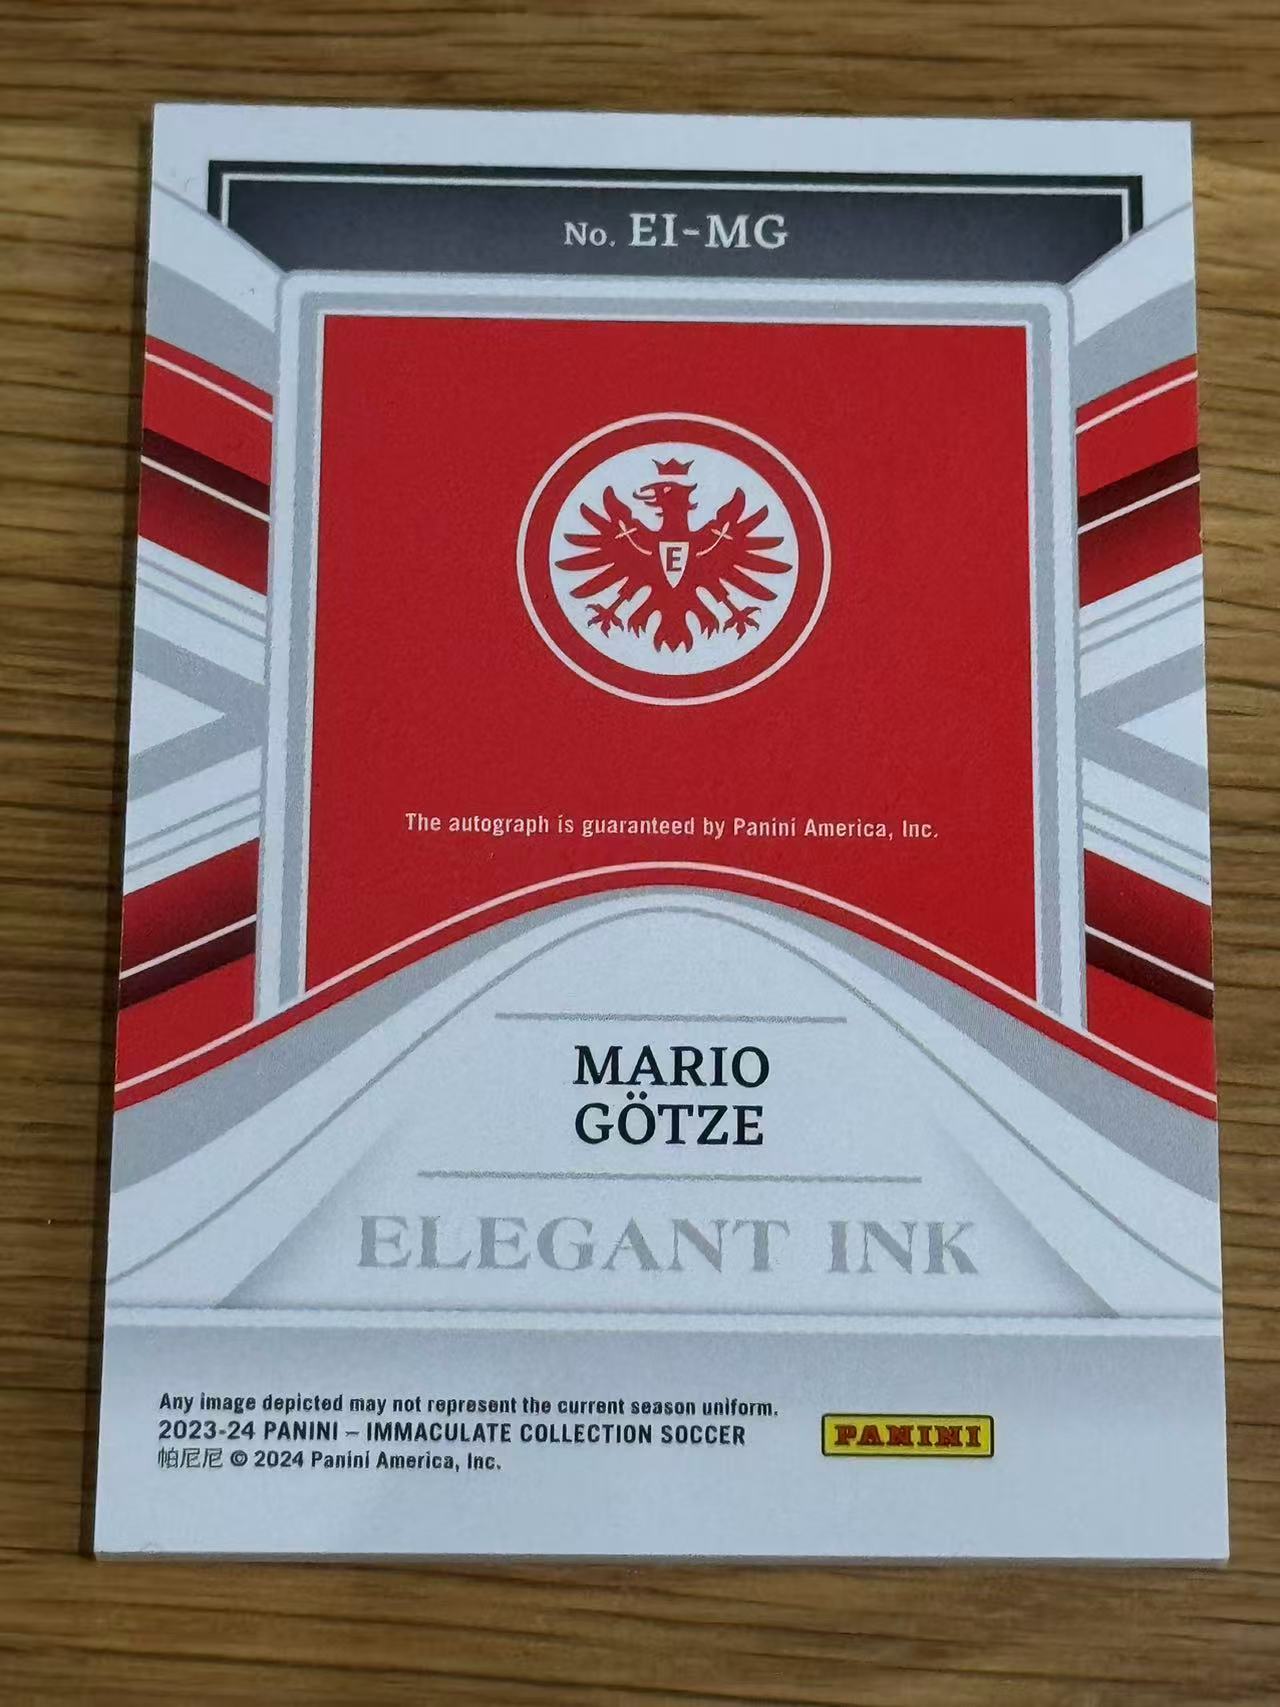 No. EI-MG
E
The autograph is guaranteed by Panini America, Inc.
MARIO
GÖTZE
ELEGANT INK
Any image depicted may not represent the current season uniform.
2023-24 PANINI – IMMACULATE COLLECTION SOCCER
帕尼尼 © 2024 Panini America, Inc.
PANINI